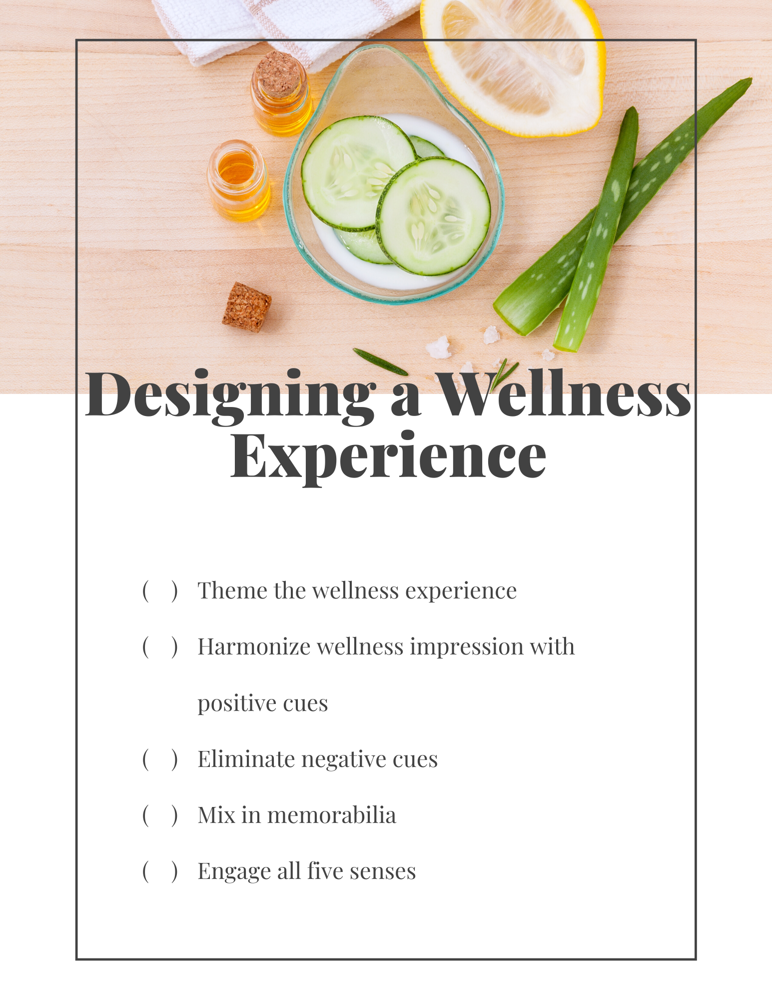 Designing a Wellness
Experience
( ) Theme the wellness experience
( ) Harmonize wellness impression with
positive cues
( ) Eliminate negative cues
( ) Mix in memorabilia
( ) Engage all five senses